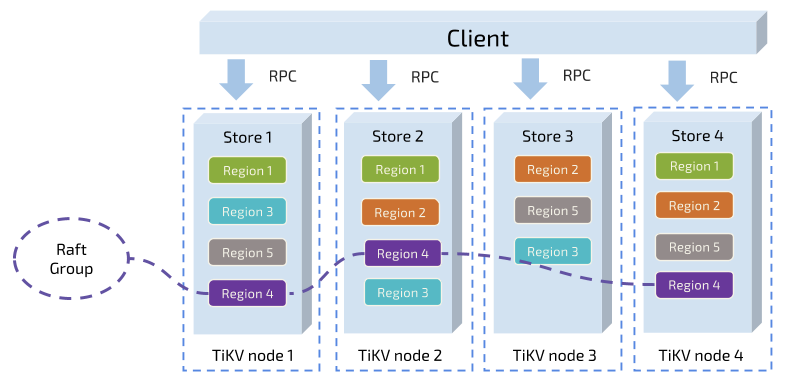 Client
RPC
RPC
RPC
RPC
Store 1
Region 1
Region 3
Region 5
Region 4
TiKV node 1
Store 2
Region 1
Region 2
Region 4
Region 3
TiKV node 2
Store 3
Region 2
Region 5
Region 3
TiKV node 3
Store 4
Region 1
Region 2
Region 5
Region 4
TiKV node 4
Raft
Group